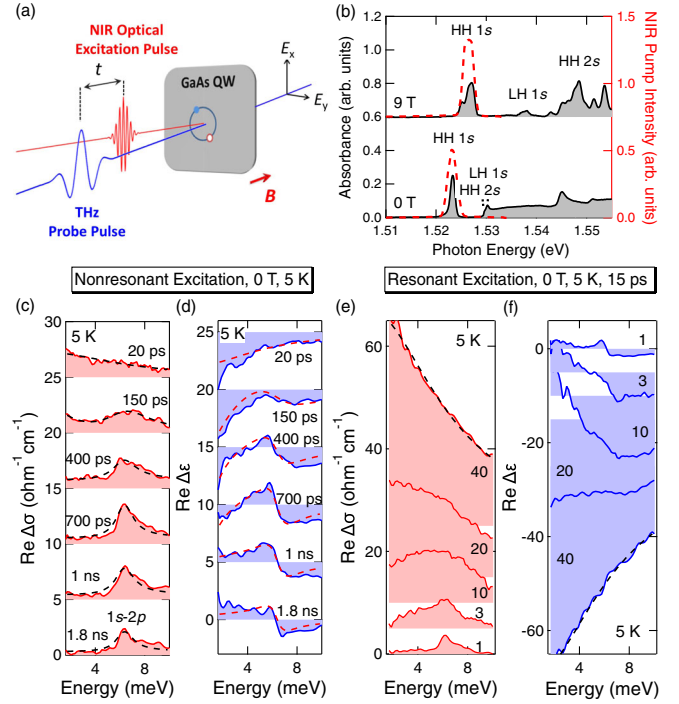 (a)
NIR Optical
Excitation Pulse
t
GaAs QW
E_x
E_y
B
THz
Probe Pulse
(b)
Absorbance (arb. units)
0.8
0.6
0.4
0.2
0.0
9 T
HH 1s
LH 1s
HH 2s
HH 1s
LH 1s
HH 2s
0 T
1.5
1.0
0.5
0.0
NIR Pump Intensity (arb. units)
1.51 1.52 1.53 1.54 1.55
Photon Energy (eV)
Nonresonant Excitation, 0 T, 5 K
Resonant Excitation, 0 T, 5 K, 15 ps
(c)
Re Δσ (ohm⁻¹ cm⁻¹)
30
25
20
15
10
5
0
5 K
20 ps
150 ps
400 ps
700 ps
1 ns
1s-2p
1.8 ns
4 8
Energy (meV)
(d)
Re Δε
25
20
15
10
5
0
5 K
20 ps
150 ps
400 ps
700 ps
1 ns
1.8 ns
4 8
Energy (meV)
(e)
Re Δσ (ohm⁻¹ cm⁻¹)
60
40
20
0
5 K
40
20
10
3
1
4 8
Energy (meV)
(f)
Re Δε
0
-20
-40
-60
1
3
10
20
40
5 K
4 8
Energy (meV)